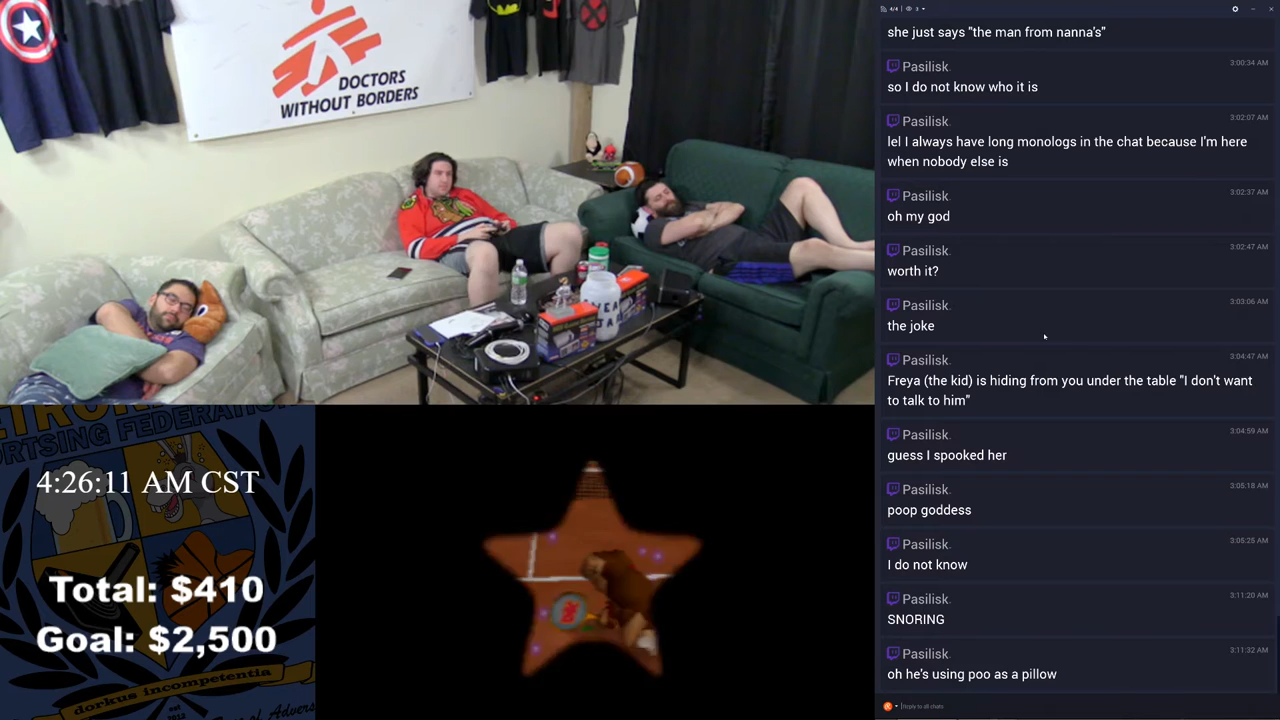 DOCTORS
WITHOUT BORDERS
4:26:11 AM CST
Total: $410
Goal: $2,500
dorkus incompetentia
4/4
3
she just says "the man from nanna's"
Pasilisk.
3:00:34 AM
so I do not know who it is
Pasilisk.
3:02:07 AM
lel I always have long monologs in the chat because I'm here
when nobody else is
Pasilisk.
3:02:37 AM
oh my god
Pasilisk.
3:02:47 AM
worth it?
Pasilisk.
3:03:06 AM
the joke
Pasilisk.
3:04:47 AM
Freya (the kid) is hiding from you under the table "I don't want
to talk to him"
Pasilisk.
3:04:59 AM
guess I spooked her
Pasilisk.
3:05:18 AM
poop goddess
Pasilisk.
3:05:25 AM
I do not know
Pasilisk.
3:11:20 AM
SNORING
Pasilisk.
3:11:32 AM
oh he's using poo as a pillow
Reply to all chats